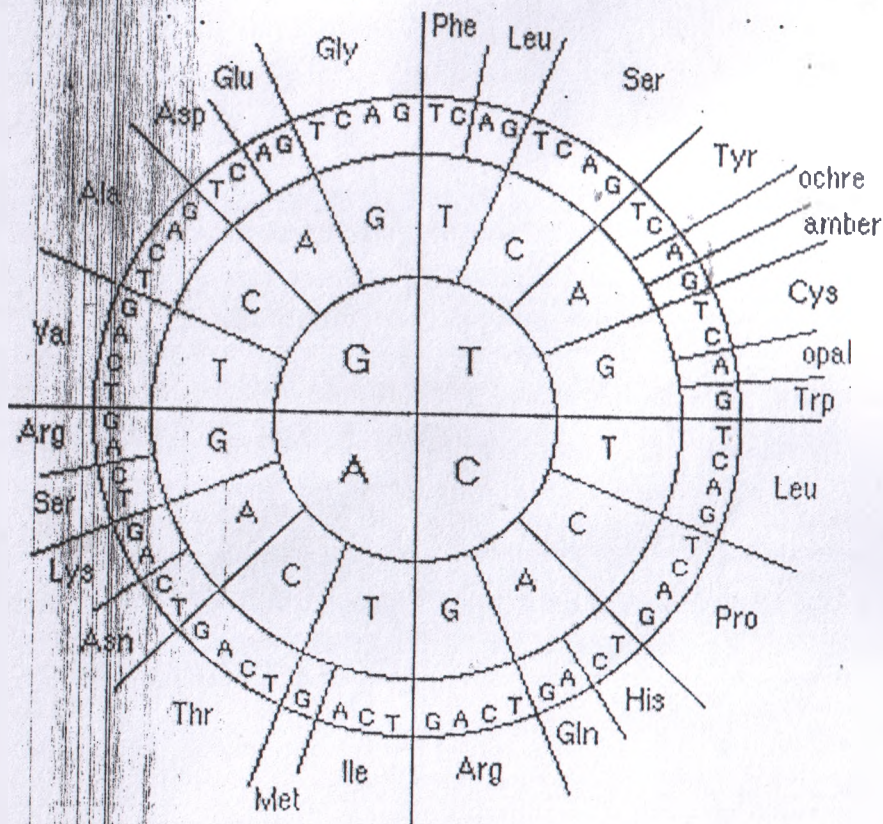 Phe
Leu
Ser
Tyr
ochre
amber
Cys
opal
Trp
Leu
Pro
His
Gln
Arg
Ile
Met
Thr
Asn
Lys
Ser
Arg
Val
Ala
Asp
Glu
Gly
T C A G T C A G T C A G T C A G
T C A G T C A G T C A G T C A G
T C A G T C A G T C A G T C A G
T C A G T C A G T C A G T C A G
T C A G
T C A G
T C A G
T C A G
G T
A C